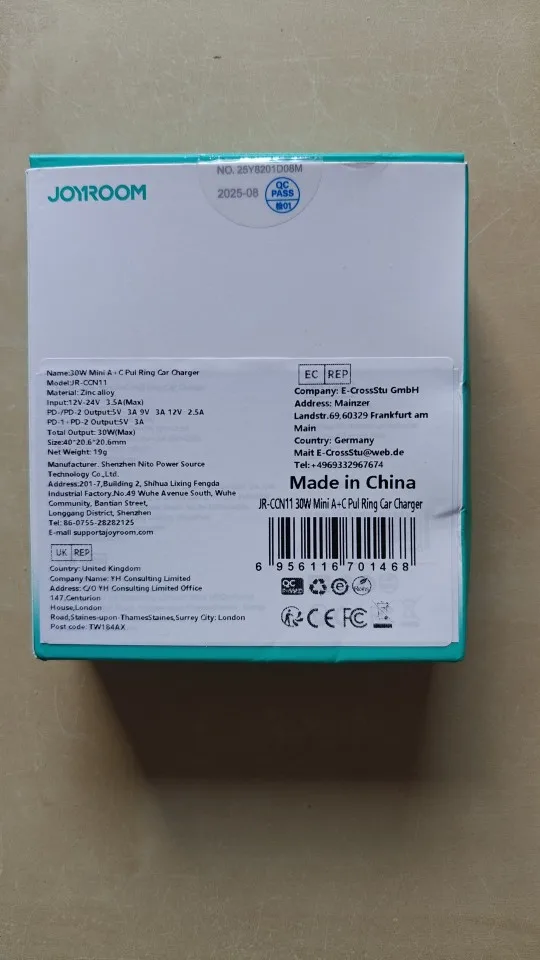 NO. 25Y8201D08M
2025-08
QC
PASS
JOYROOM
Name:30W Mini A+C Pul Ring Car Charger
Model:JR-CCN11
Material: Zinc alloy
Input:12V-24V 3.5A(Max)
PD-/PD-2 Output:5V 3A 9V 3A 12V 2.5A
PD-1+PD-2 Output:5V 3A
Total Output: 30W(Max)
Size:40*20.6*20.6mm
Net Weight: 19g
Manufacturer. Shenzhen Nito Power Source
Technology Co.,Ltd.
Address:201-7,Building 2, Shihua Lixing Fengda
Industrial Factory.No.49 Wuhe Avenue South, Wuhe
Community, Bantian Street,
Longgang District, Shenzhen
Tel: 86-0755-28282125
E-mail supportajoyroom.com
UK REP
Country: United Kingdom
Company Name: YH Consulting Limited
Address: C/O YH Consulting Limited Office
147,Centurion
House,London
Road,Staines-upon-ThamesStaines,Surrey City: London
Post code: TW184AX
EC REP
Company: E-CrossStu GmbH
Address: Mainzer
Landstr.69,60329 Frankfurt am
Main
Country: Germany
Mait E-CrossStu@web.de
Tel:+4969332967674
Made in China
JR-CCN11 30W Mini A+C Pul Ring Car Charger
6 956116 701468
QC
CE FC